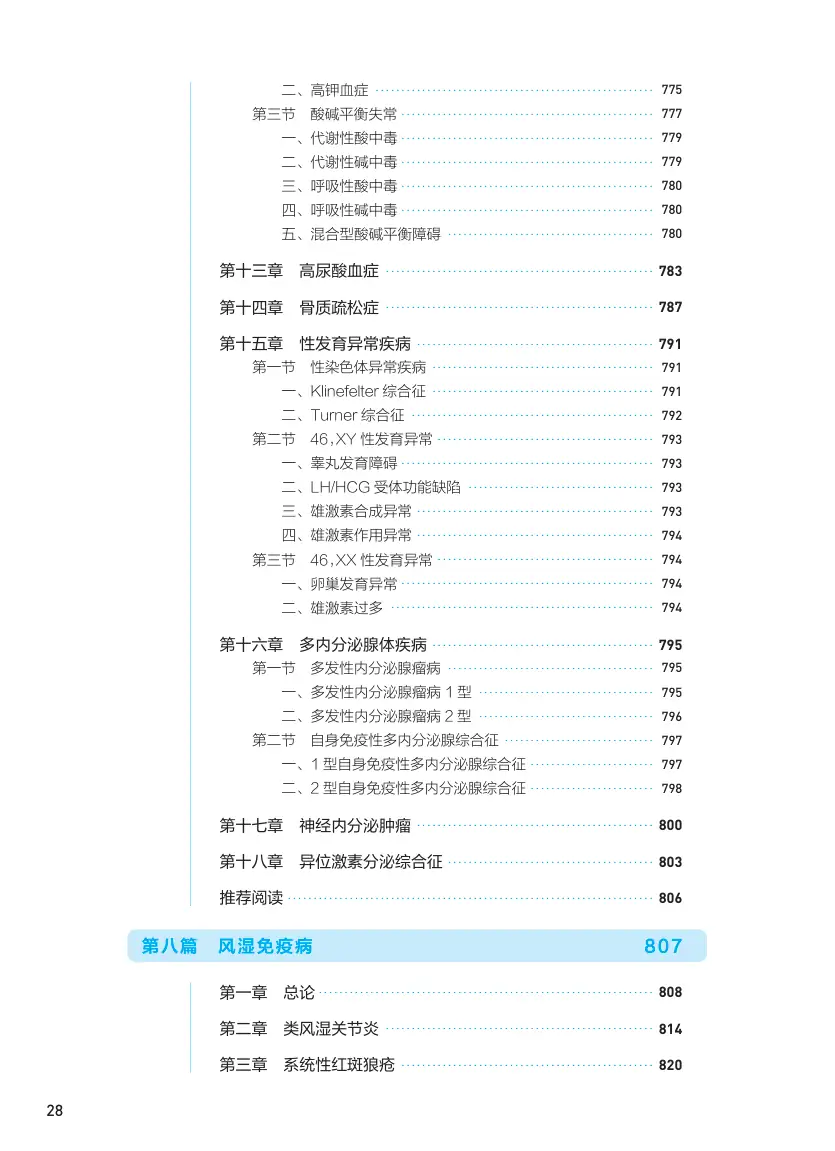 二、高钾血症 775
第三节 酸碱平衡失常 777
一、代谢性酸中毒 779
二、代谢性碱中毒 779
三、呼吸性酸中毒 780
四、呼吸性碱中毒 780
五、混合型酸碱平衡障碍 780
第十三章 高尿酸血症 783
第十四章 骨质疏松症 787
第十五章 性发育异常疾病 791
第一节 性染色体异常疾病 791
一、Klinefelter 综合征 791
二、Turner 综合征 792
第二节 46,XY 性发育异常 793
一、睾丸发育障碍 793
二、LH/HCG 受体功能缺陷 793
三、雄激素合成异常 793
四、雄激素作用异常 794
第三节 46,XX 性发育异常 794
一、卵巢发育异常 794
二、雄激素过多 794
第十六章 多内分泌腺体疾病 795
第一节 多发性内分泌腺瘤病 795
一、多发性内分泌腺瘤病 1 型 795
二、多发性内分泌腺瘤病 2 型 796
第二节 自身免疫性多内分泌腺综合征 797
一、1 型自身免疫性多内分泌腺综合征 797
二、2 型自身免疫性多内分泌腺综合征 798
第十七章 神经内分泌肿瘤 800
第十八章 异位激素分泌综合征 803
推荐阅读 806
第八篇 风湿免疫病 807
第一章 总论 808
第二章 类风湿关节炎 814
第三章 系统性红斑狼疮 820
28